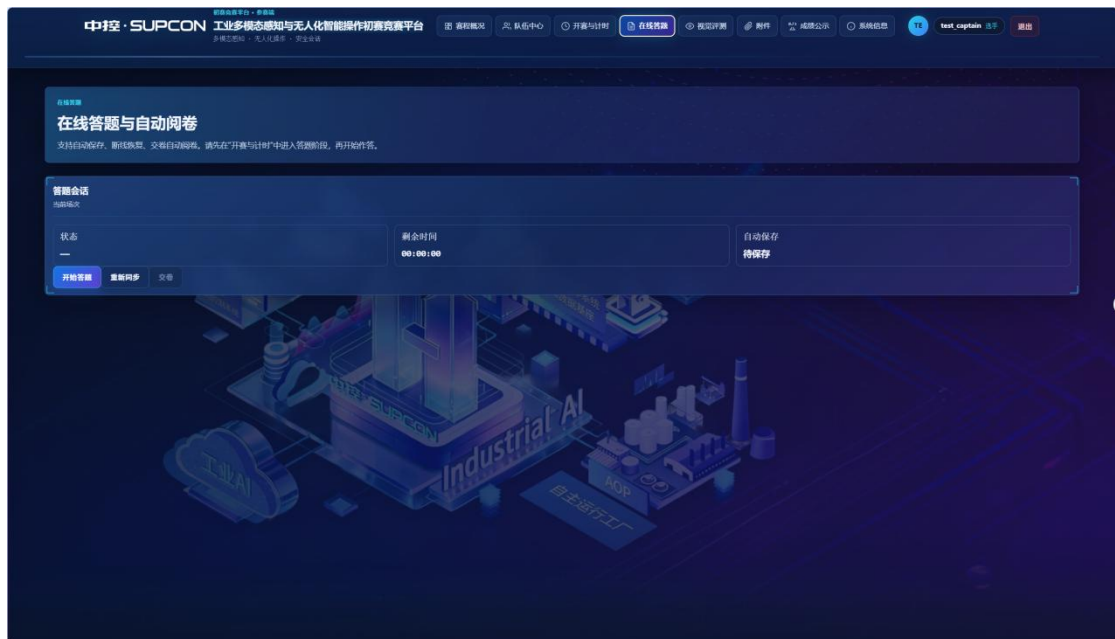 中控·SUPCON
初赛竞赛平台 · 参赛端
工业多模态感知与无人化智能操作初赛竞赛平台
多模态感知 · 无人化操作 · 安全会话
赛程概况
队伍中心
开赛与计时
在线答题
视觉评测
附件
成绩公示
系统信息
TE
test_captain 选手
退出
在线答题
在线答题与自动阅卷
支持自动保存、断线恢复、交卷自动阅卷。请先在“开赛与计时”中进入答题阶段，再开始作答。
答题会话
当前场次
状态
—
剩余时间
00:00:00
自动保存
待保存
开始答题
重新同步
交卷
中控·SUPCON
Industrial AI
工业AI
AOP
自主运行工厂